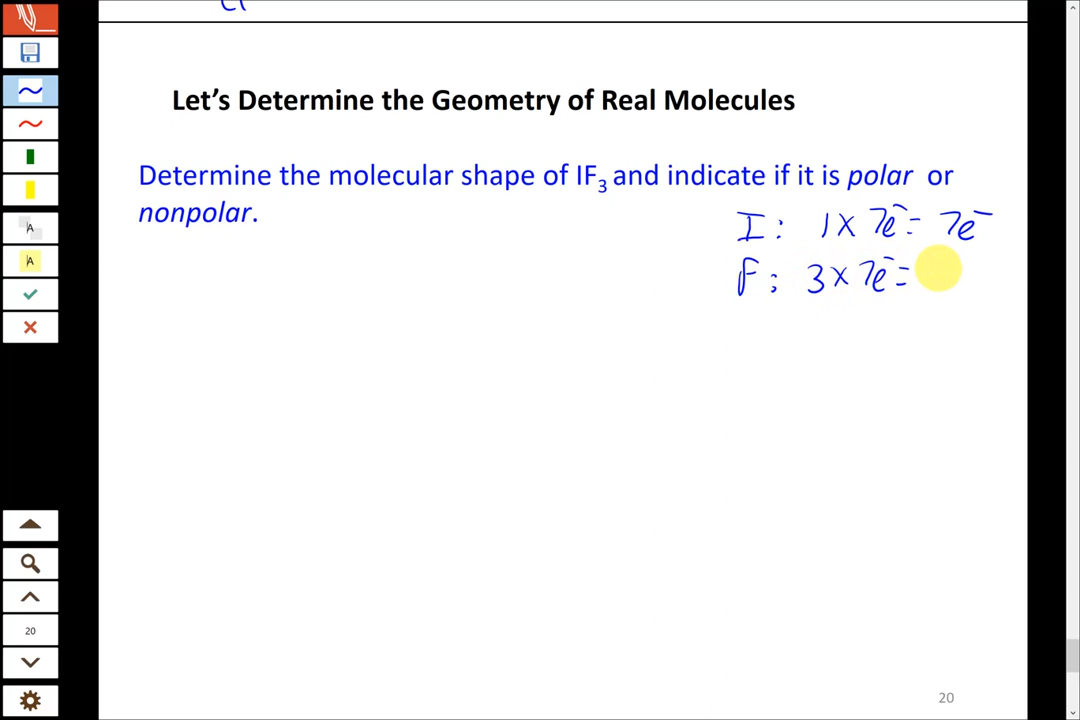 Let's Determine the Geometry of Real Molecules
Determine the molecular shape of IF₃ and indicate if it is polar or
nonpolar.
I: 1 x 7e⁻ = 7e⁻
F: 3 x 7e⁻ =
A
A
20
20